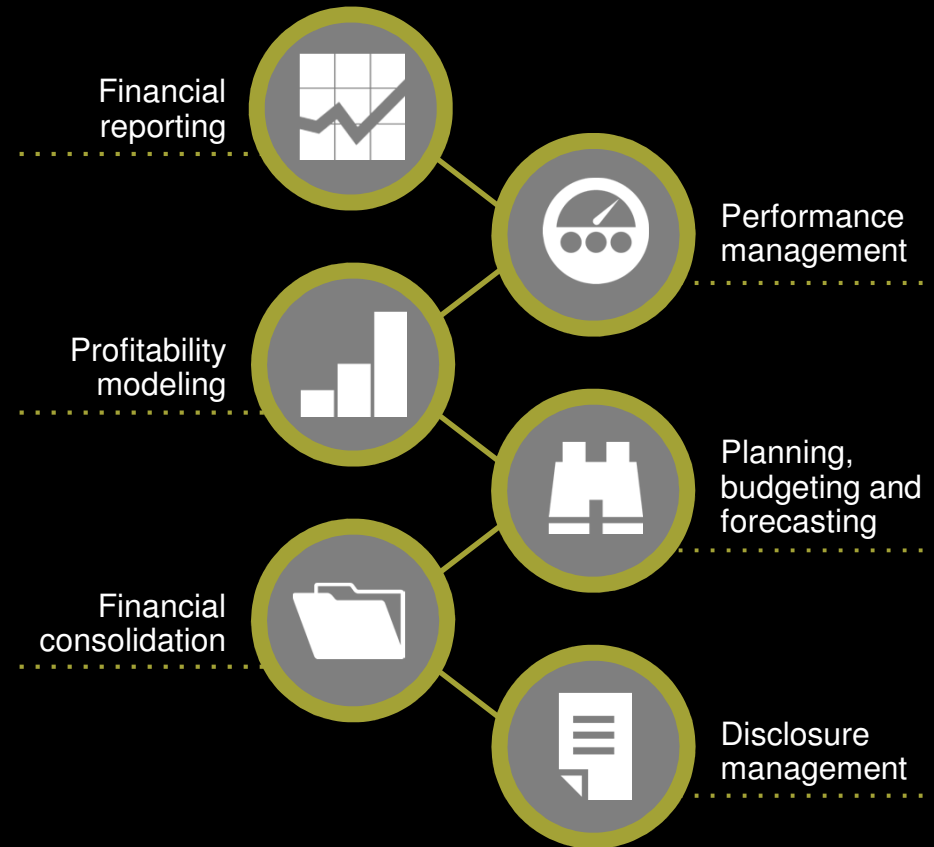 Financial
reporting
Performance
management
Profitability
modeling
Planning,
budgeting and
forecasting
Financial
consolidation
Disclosure
management